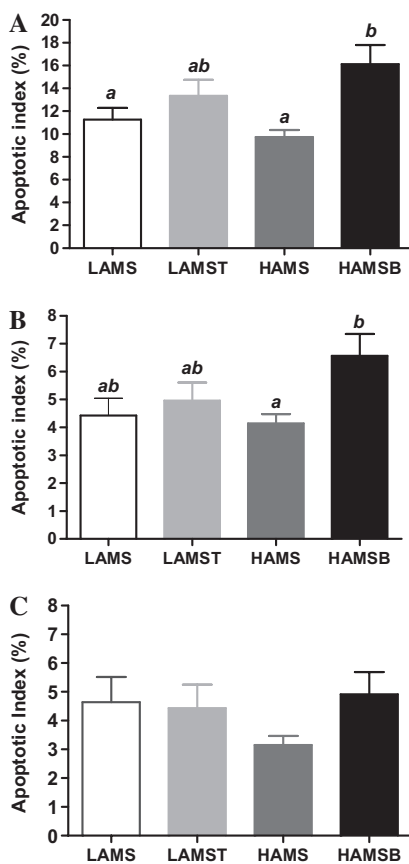 A
Apoptotic index (%)
20
18
16
14
12
10
8
6
4
2
0
a
ab
a
b
LAMS LAMST HAMS HAMSB
B
Apoptotic index (%)
8
7
6
5
4
3
2
1
0
ab
ab
a
b
LAMS LAMST HAMS HAMSB
C
Apoptotic Index (%)
8
7
6
5
4
3
2
1
0
LAMS LAMST HAMS HAMSB